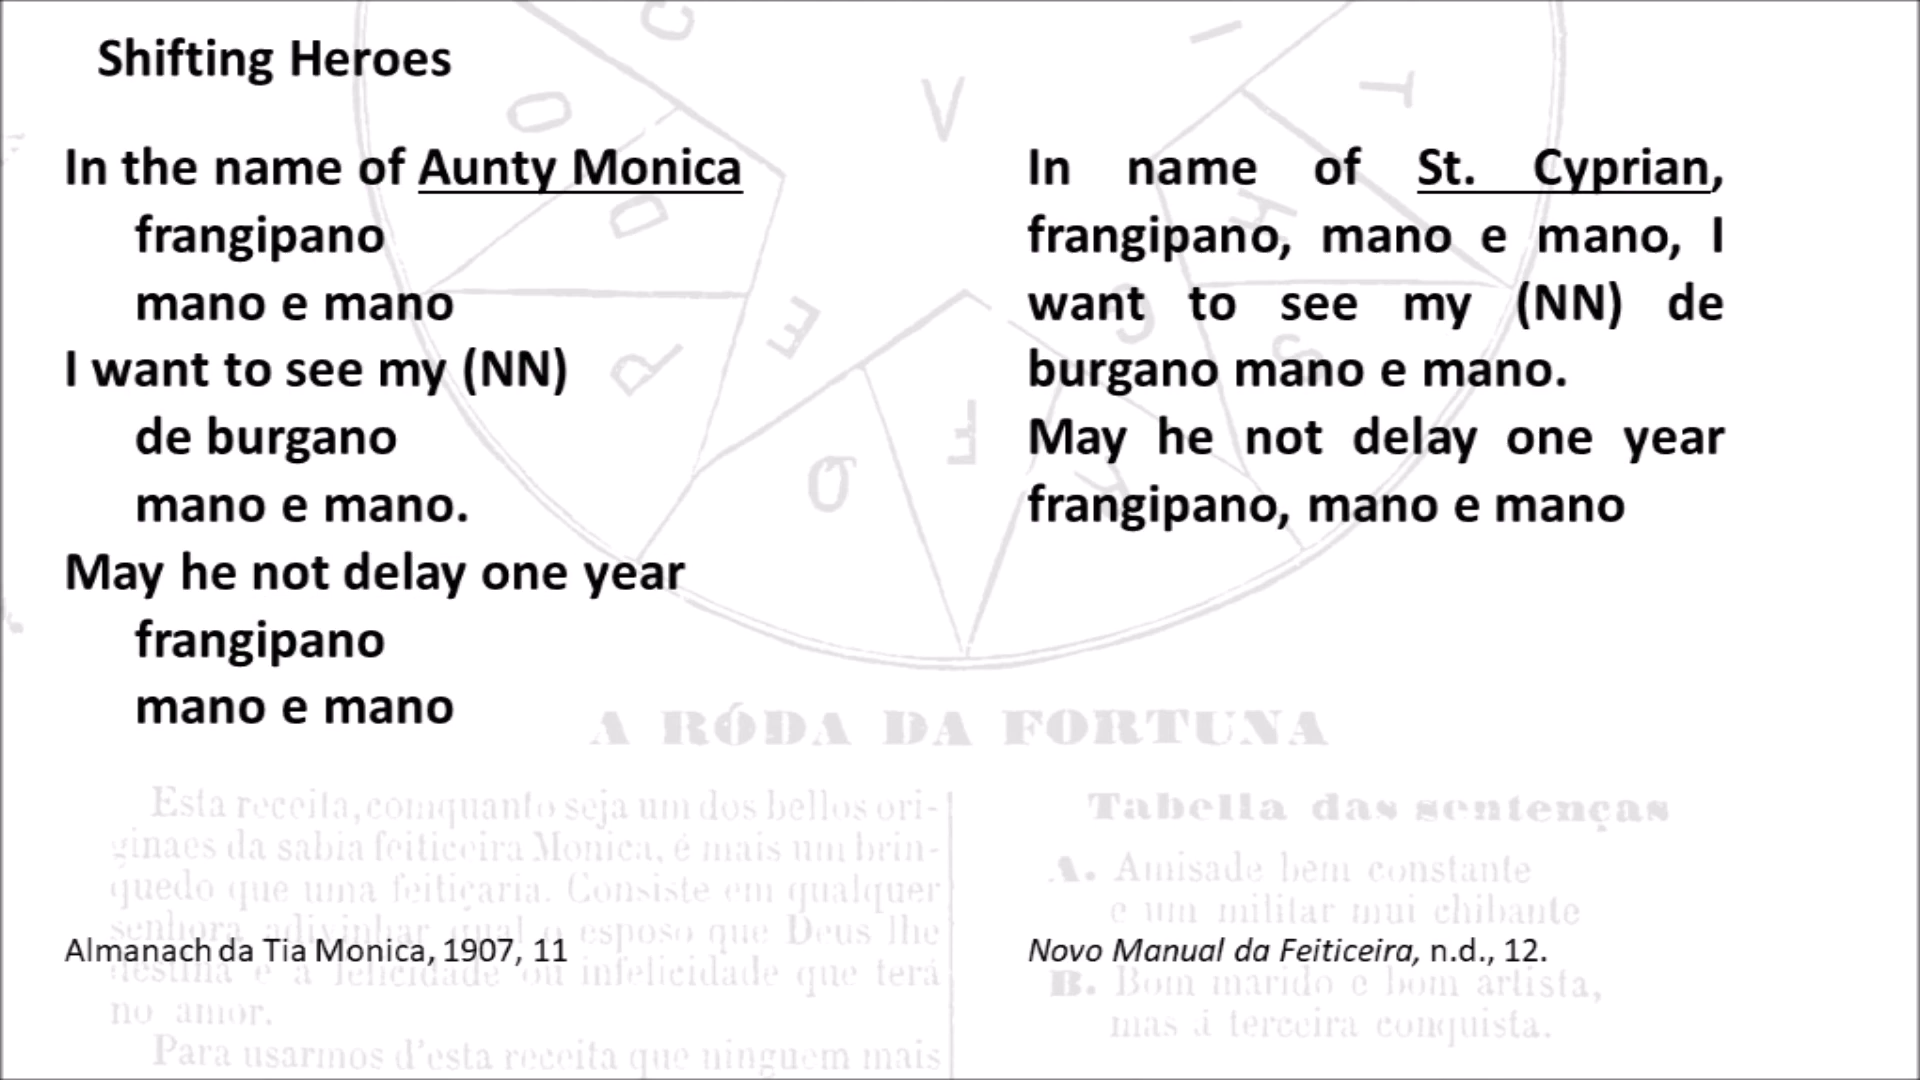 Shifting Heroes
In the name of Aunty Monica
frangipano
mano e mano
I want to see my (NN)
de burgano
mano e mano.
May he not delay one year
frangipano
mano e mano
Almanach da Tia Monica, 1907, 11
In name of St. Cyprian,
frangipano, mano e mano, I
want to see my (NN) de
burgano mano e mano.
May he not delay one year
frangipano, mano e mano
Novo Manual da Feiticeira, n.d., 12.
C
V
I
T
O
D
H
E
G
S
R
F
O
A
A RÓDA DA FORTUNA
Esta receita, comquanto seja um dos bellos ori-
ginaes da sabia feiticeira Monica, é mais um brin-
quedo que uma feitiçaria. Consiste em qualquer
senhora adivinhar qual o esposo que Deus lhe
destina e a felicidade ou infelicidade que terá
no amor.
Para usarmos d'esta receita que ninguem mais
Tabella das sentenças
A. Amisade bem constante
e um militar mui chibante
B. Bom marido e bom artista,
mas á terceira conquista.